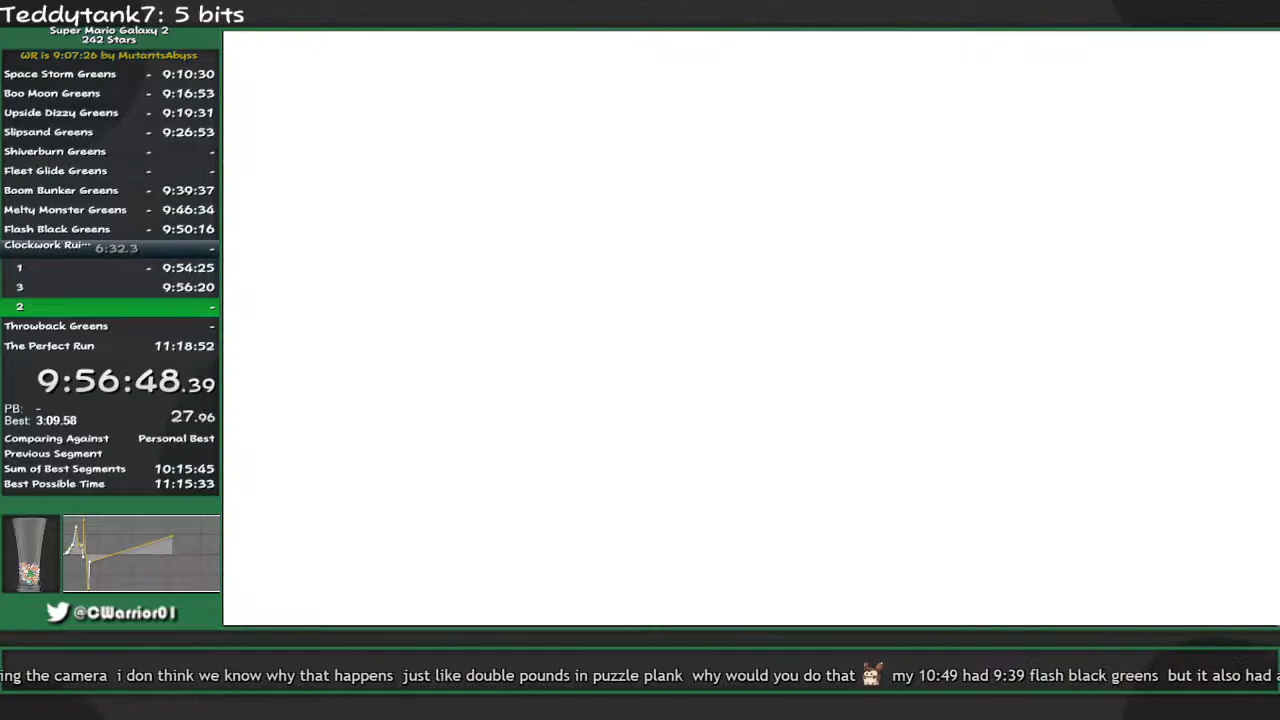 Teddytank7: 5 bits
Super Mario Galaxy 2
242 Stars
WR is 9:07:26 by MutantsAbyss
Space Storm Greens - 9:10:30
Boo Moon Greens - 9:16:53
Upside Dizzy Greens - 9:19:31
Slipsand Greens - 9:26:53
Shiverburn Greens - -
Fleet Glide Greens - -
Boom Bunker Greens - 9:39:37
Melty Monster Greens - 9:46:34
Flash Black Greens - 9:50:16
Clockwork Rui... 6:32.3 -
1 - 9:54:25
3 9:56:20
2 -
Throwback Greens -
The Perfect Run 11:18:52
9:56:48.39
PB: -
Best: 3:09.58 27.96
Comparing Against Personal Best
Previous Segment
Sum of Best Segments 10:15:45
Best Possible Time 11:15:33
@CWarrior01
ing the camera i don think we know why that happens just like double pounds in puzzle plank why would you do that my 10:49 had 9:39 flash black greens but it also had a